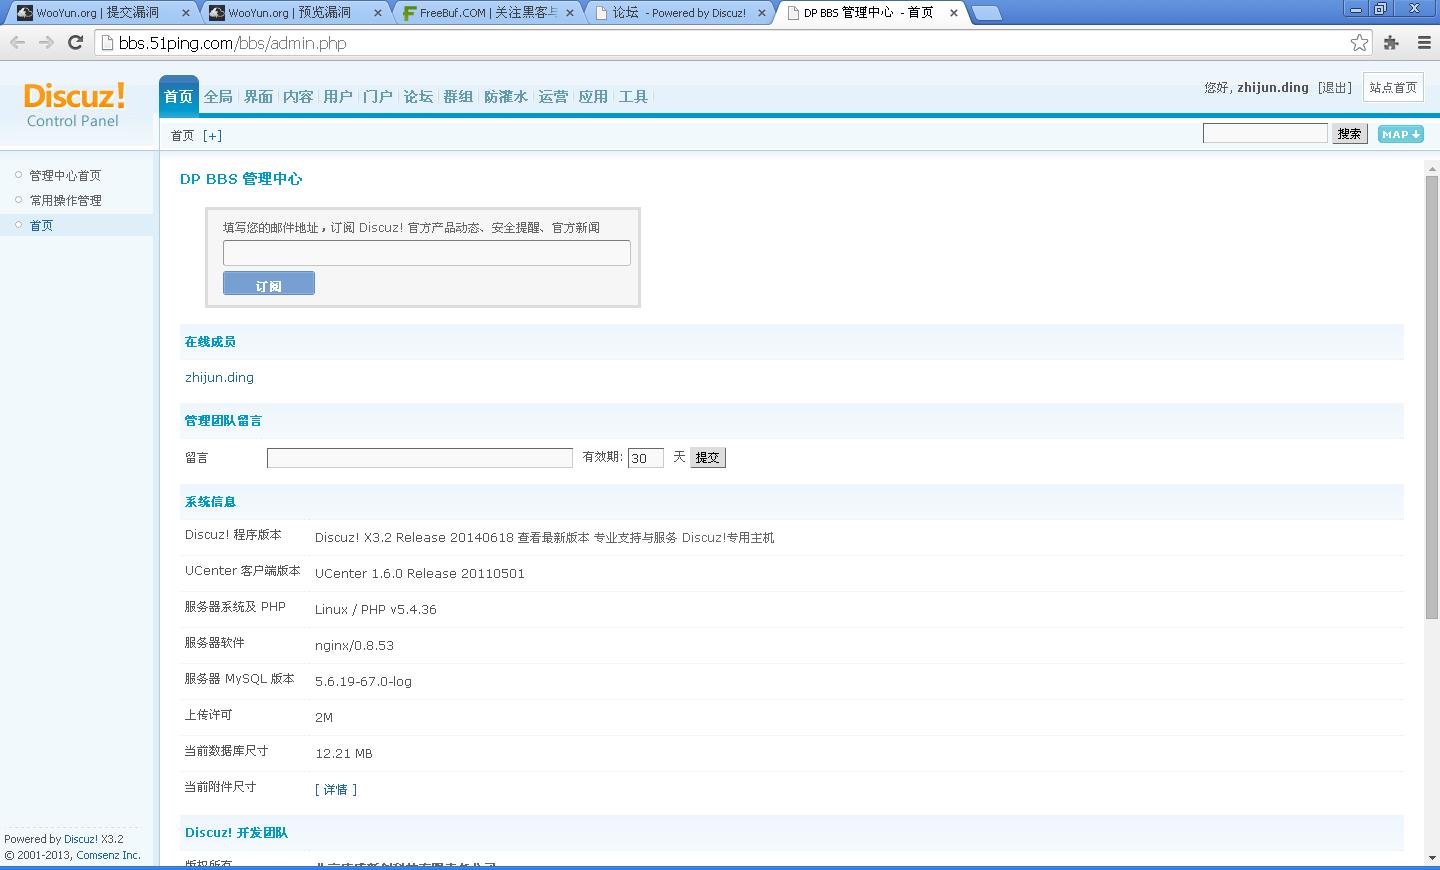 WooYun.org | 提交漏洞
WooYun.org | 预览漏洞
FreeBuf.COM | 关注黑客与
论坛 - Powered by Discuz!
DP BBS 管理中心 - 首页
bbs.51ping.com/bbs/admin.php
Discuz!
Control Panel
首页 全局 界面 内容 用户 门户 论坛 群组 防灌水 运营 应用 工具
您好, zhijun.ding [退出] 站点首页
首页 [+]
搜索 MAP
管理中心首页
常用操作管理
首页
DP BBS 管理中心
填写您的邮件地址，订阅 Discuz! 官方产品动态、安全提醒、官方新闻
订阅
在线成员
zhijun.ding
管理团队留言
留言 有效期: 30 天 提交
系统信息
Discuz! 程序版本 Discuz! X3.2 Release 20140618 查看最新版本 专业支持与服务 Discuz!专用主机
UCenter 客户端版本 UCenter 1.6.0 Release 20110501
服务器系统及 PHP Linux / PHP v5.4.36
服务器软件 nginx/0.8.53
服务器 MySQL 版本 5.6.19-67.0-log
上传许可 2M
当前数据库尺寸 12.21 MB
当前附件尺寸 [ 详情 ]
Discuz! 开发团队
版权所有
Powered by Discuz! X3.2
© 2001-2013, Comsenz Inc.